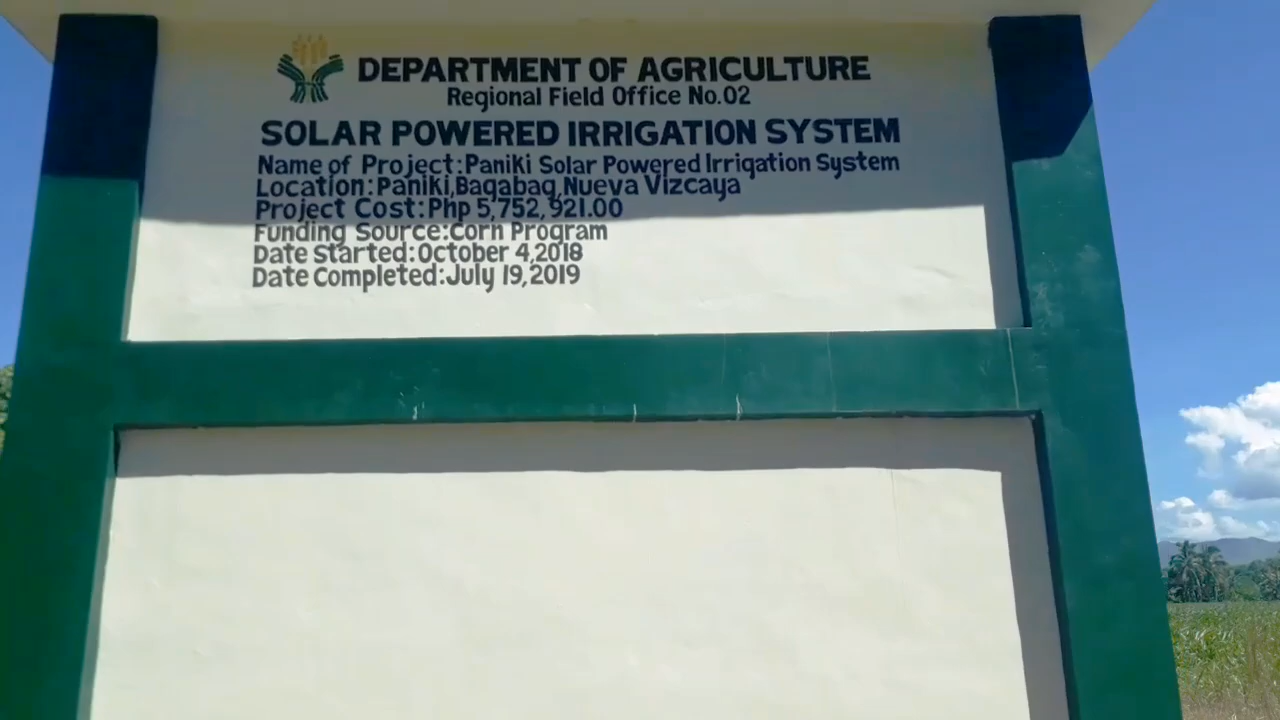 DEPARTMENT OF AGRICULTURE
Regional Field Office No.02
SOLAR POWERED IRRIGATION SYSTEM
Name of Project:Paniki Solar Powered Irrigation System
Location:Paniki,Bagabag,Nueva Vizcaya
Project Cost:Php 5,752,921.00
Funding Source:Corn Program
Date Started:October 4,2018
Date Completed:July 19,2019